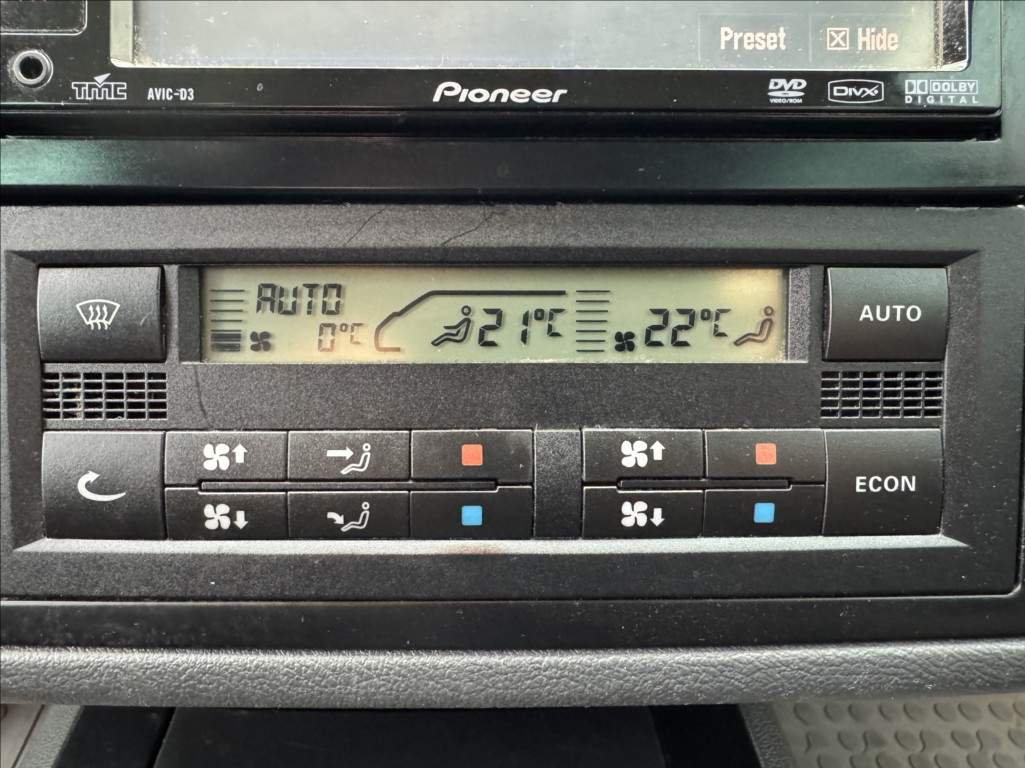 Preset
Hide
TMC AVIC-D3 Pioneer DVD VIDEO/ROM DIVX DOLBY DIGITAL
AUTO
0°C 21°C 22°C
AUTO
ECON